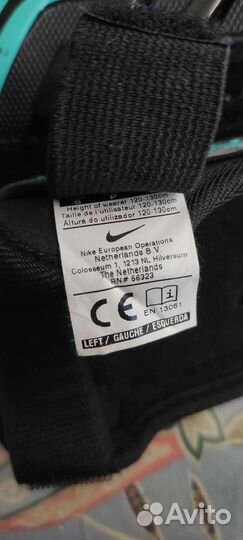 Height of wearer 120-130cm
Taille de l'utilisateur 120-130cm
Altura do utilizador 120-130cm
Nike European Operations
Netherlands B.V.
Colosseum 1, 1213 NL Hilversum
The Netherlands
RN# 56323
CE i
EN 13061
LEFT / GAUCHE / ESQUERDA
Avito